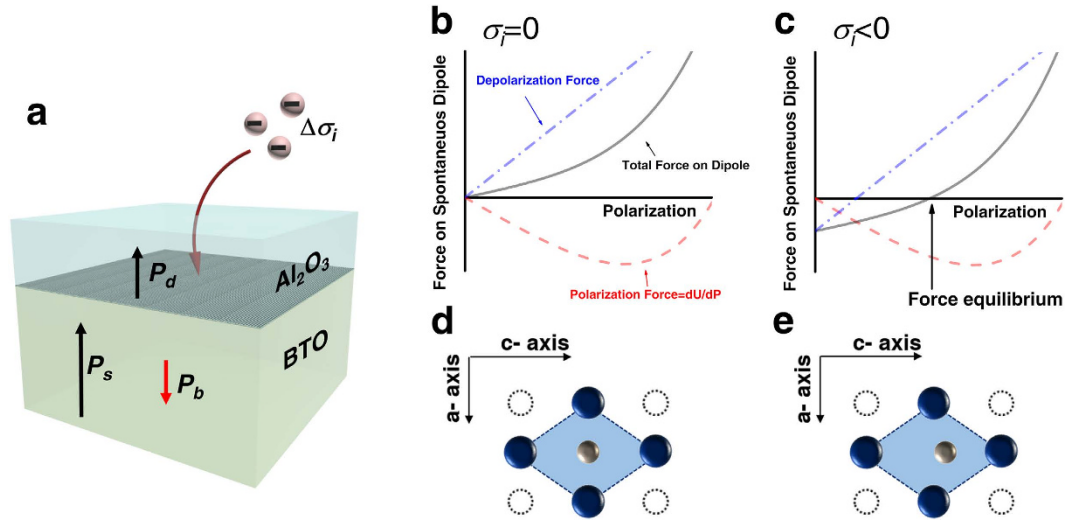 a
Δσi
Pd
Al2O3
Ps
Pb
BTO
b
σi=0
Force on Spontaneuos Dipole
Depolarization Force
Total Force on Dipole
Polarization
Polarization Force=dU/dP
c
σi<0
Force on Spontaneuos Dipole
Polarization
Force equilibrium
d
c- axis
a- axis
e
c- axis
a- axis